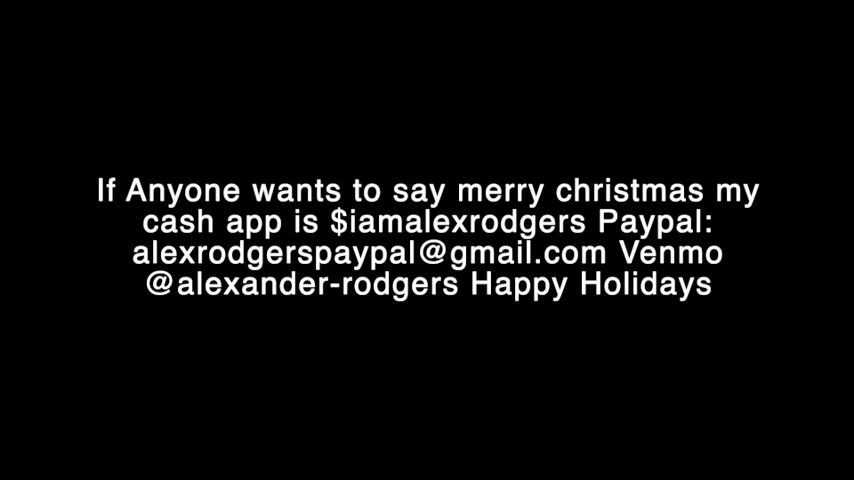 If Anyone wants to say merry christmas my
cash app is $iamalexrodgers Paypal:
alexrodgerspaypal@gmail.com Venmo
@alexander-rodgers Happy Holidays